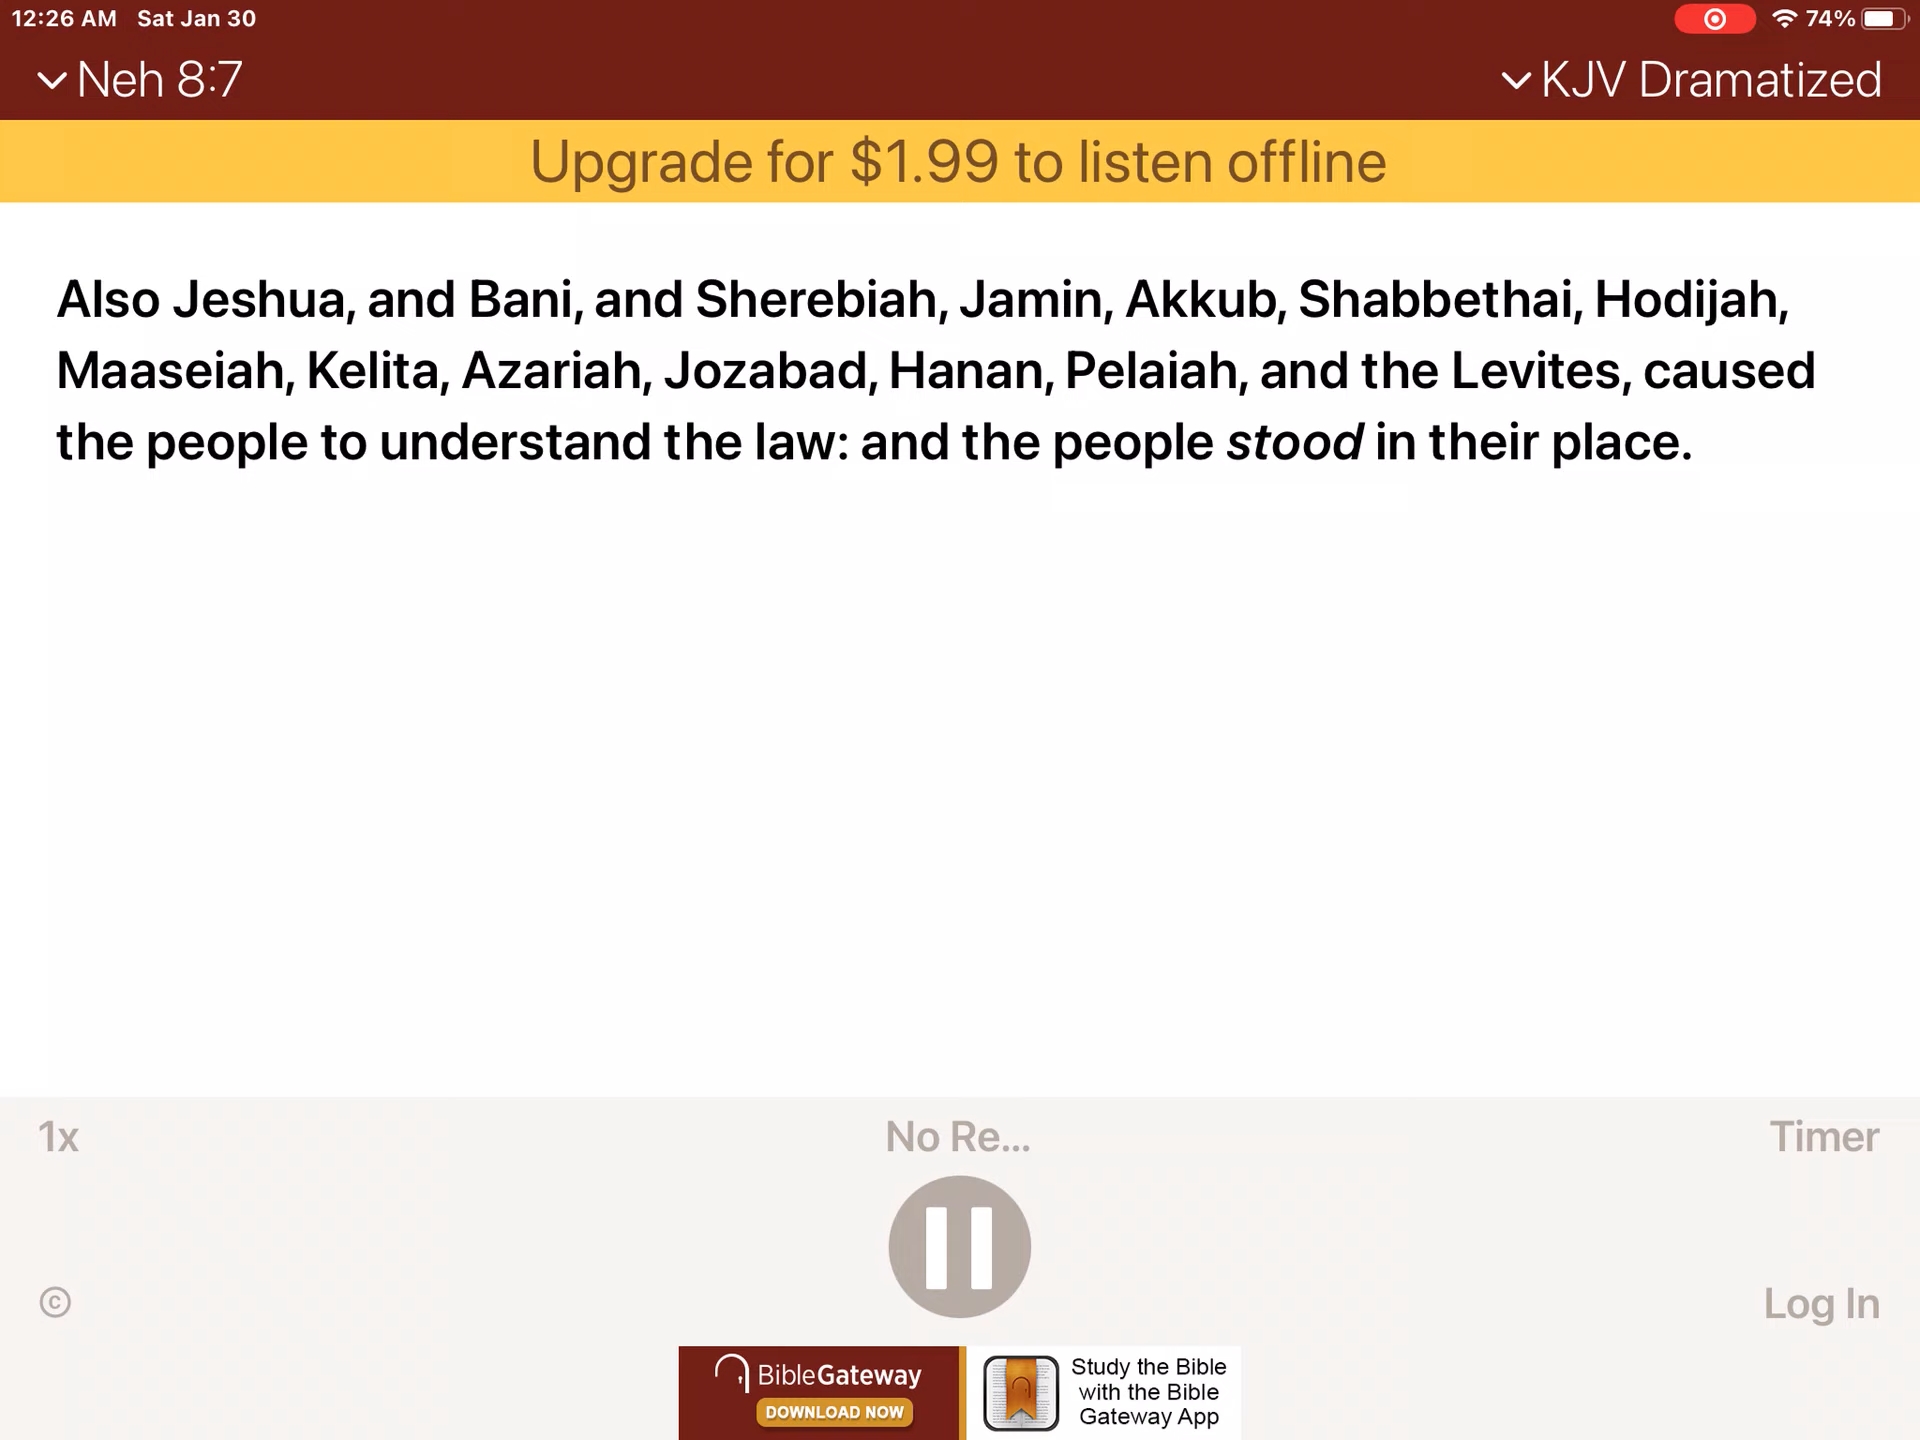 12:26 AM Sat Jan 30 74%
Neh 8:7 KJV Dramatized
Upgrade for $1.99 to listen offline
Also Jeshua, and Bani, and Sherebiah, Jamin, Akkub, Shabbethai, Hodijah,
Maaseiah, Kelita, Azariah, Jozabad, Hanan, Pelaiah, and the Levites, caused
the people to understand the law: and the people stood in their place.
1x No Re... Timer
© Log In
BibleGateway
DOWNLOAD NOW
Study the Bible
with the Bible
Gateway App